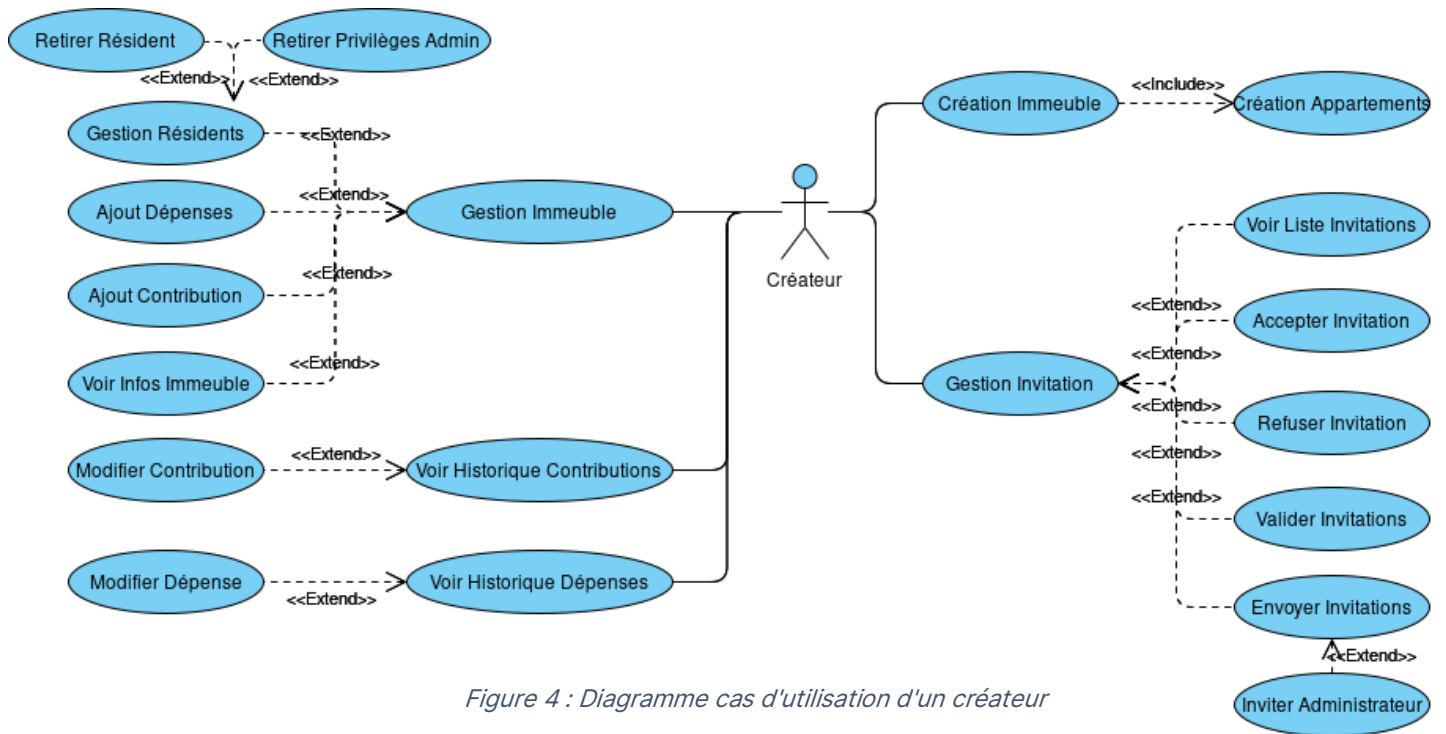 Retirer Résident
Retirer Privilèges Admin
<<Extend>>
<<Extend>>
Gestion Résidents
<<Extend>>
Ajout Dépenses
<<Extend>>
Gestion Immeuble
Ajout Contribution
<<Extend>>
Voir Infos Immeuble
<<Extend>>
Modifier Contribution
<<Extend>>
Voir Historique Contributions
Modifier Dépense
<<Extend>>
Voir Historique Dépenses
Créateur
Création Immeuble
<<Include>>
Création Appartements
Gestion Invitation
Voir Liste Invitations
<<Extend>>
Accepter Invitation
<<Extend>>
<<Extend>>
Refuser Invitation
<<Extend>>
<<Extend>>
Valider Invitations
Envoyer Invitations
<<Extend>>
Inviter Administrateur
Figure 4 : Diagramme cas d'utilisation d'un créateur